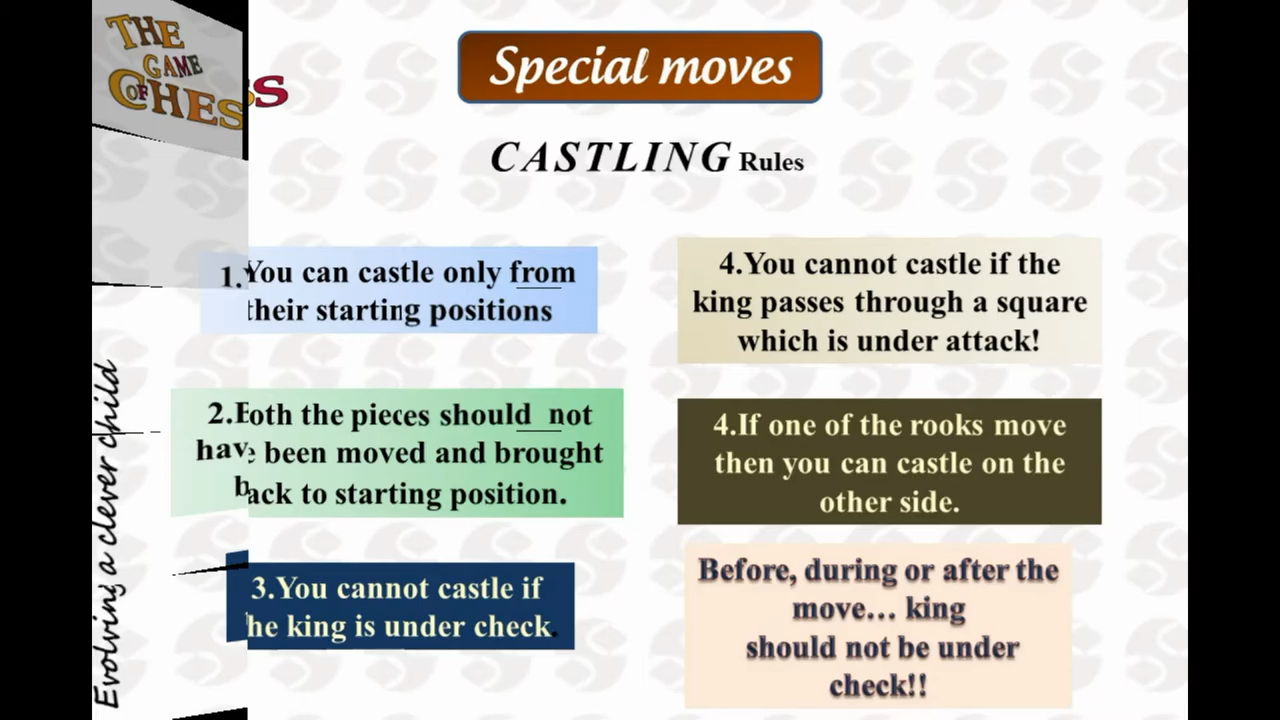 THE
GAME
OF CHESS
Special moves
CASTLING Rules
1.You can castle only from
their starting positions
2.Both the pieces should not
have been moved and brought
back to starting position.
3.You cannot castle if
the king is under check.
4.You cannot castle if the
king passes through a square
which is under attack!
4.If one of the rooks move
then you can castle on the
other side.
Before, during or after the
move... king
should not be under
check!!
Evolving a clever child